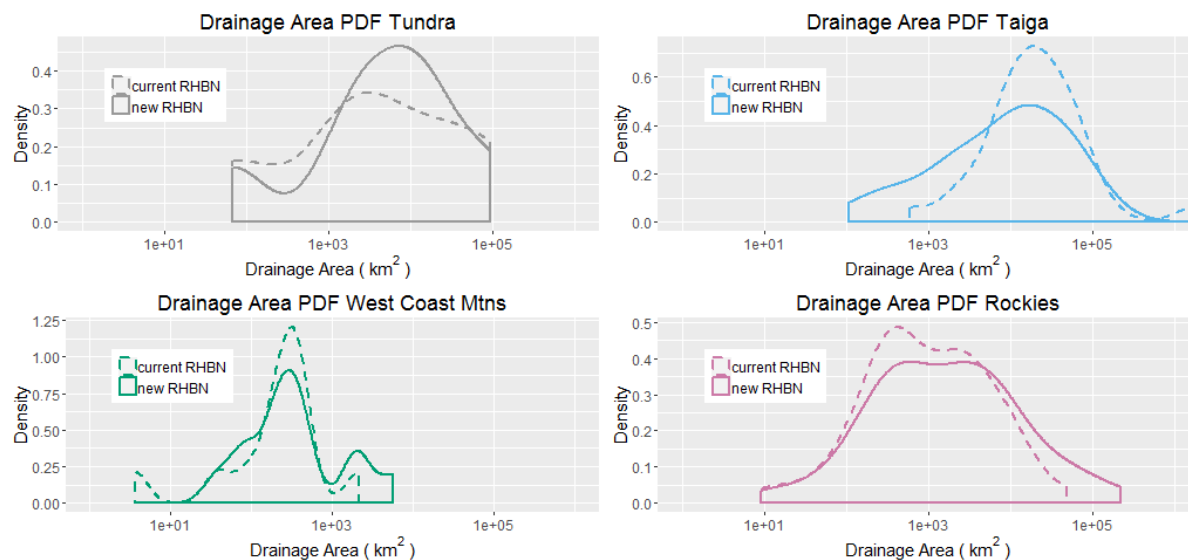 Drainage Area PDF Tundra
Density
0.4
0.3
0.2
0.1
0.0
current RHBN
new RHBN
1e+01 1e+03 1e+05
Drainage Area ( km² )
Drainage Area PDF Taiga
Density
0.6
0.4
0.2
0.0
current RHBN
new RHBN
1e+01 1e+03 1e+05
Drainage Area ( km² )
Drainage Area PDF West Coast Mtns
Density
1.25
1.00
0.75
0.50
0.25
0.00
current RHBN
new RHBN
1e+01 1e+03 1e+05
Drainage Area ( km² )
Drainage Area PDF Rockies
Density
0.5
0.4
0.3
0.2
0.1
0.0
current RHBN
new RHBN
1e+01 1e+03 1e+05
Drainage Area ( km² )